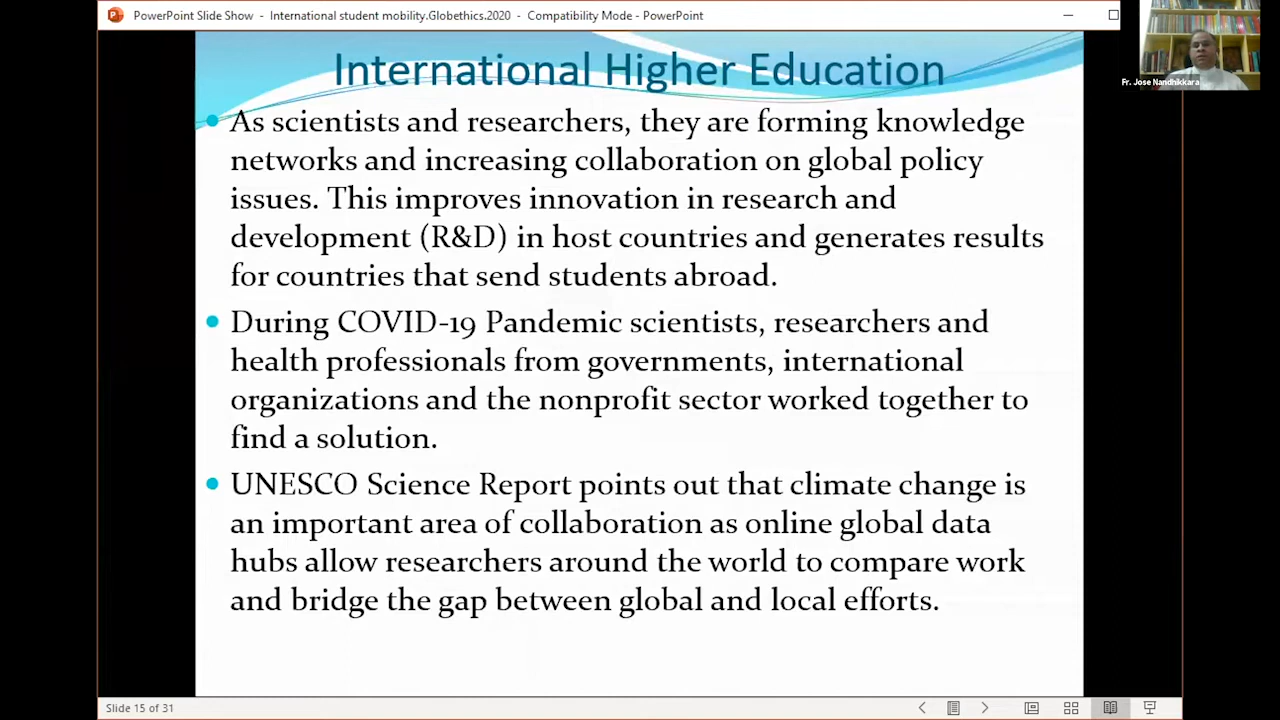 PowerPoint Slide Show - International student mobility.Globethics.2020 - Compatibility Mode - PowerPoint
Fr. Jose Nandhikkara
International Higher Education
As scientists and researchers, they are forming knowledge
networks and increasing collaboration on global policy
issues. This improves innovation in research and
development (R&D) in host countries and generates results
for countries that send students abroad.
During COVID-19 Pandemic scientists, researchers and
health professionals from governments, international
organizations and the nonprofit sector worked together to
find a solution.
UNESCO Science Report points out that climate change is
an important area of collaboration as online global data
hubs allow researchers around the world to compare work
and bridge the gap between global and local efforts.
Slide 15 of 31